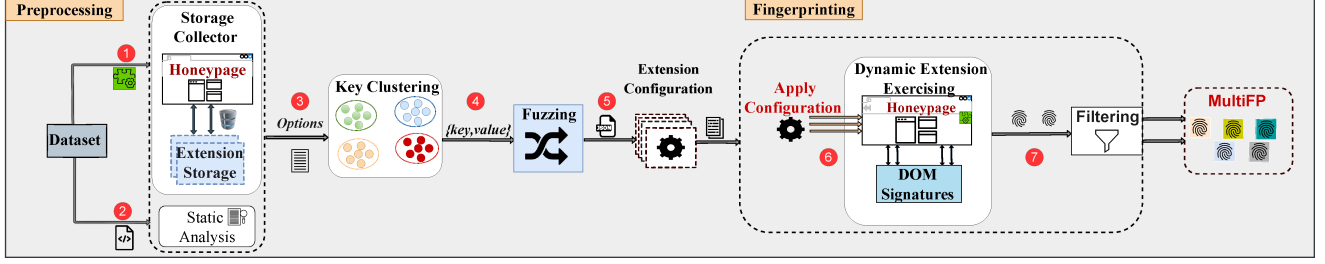 Preprocessing
Fingerprinting
Storage
Collector
Honeypage
Extension
Storage
Static
Analysis
Dataset
1
2
3
Options
Key Clustering
4
{key,value}
Fuzzing
5
Extension
Configuration
Apply
Configuration
6
Dynamic Extension
Exercising
Honeypage
DOM
Signatures
7
Filtering
MultiFP